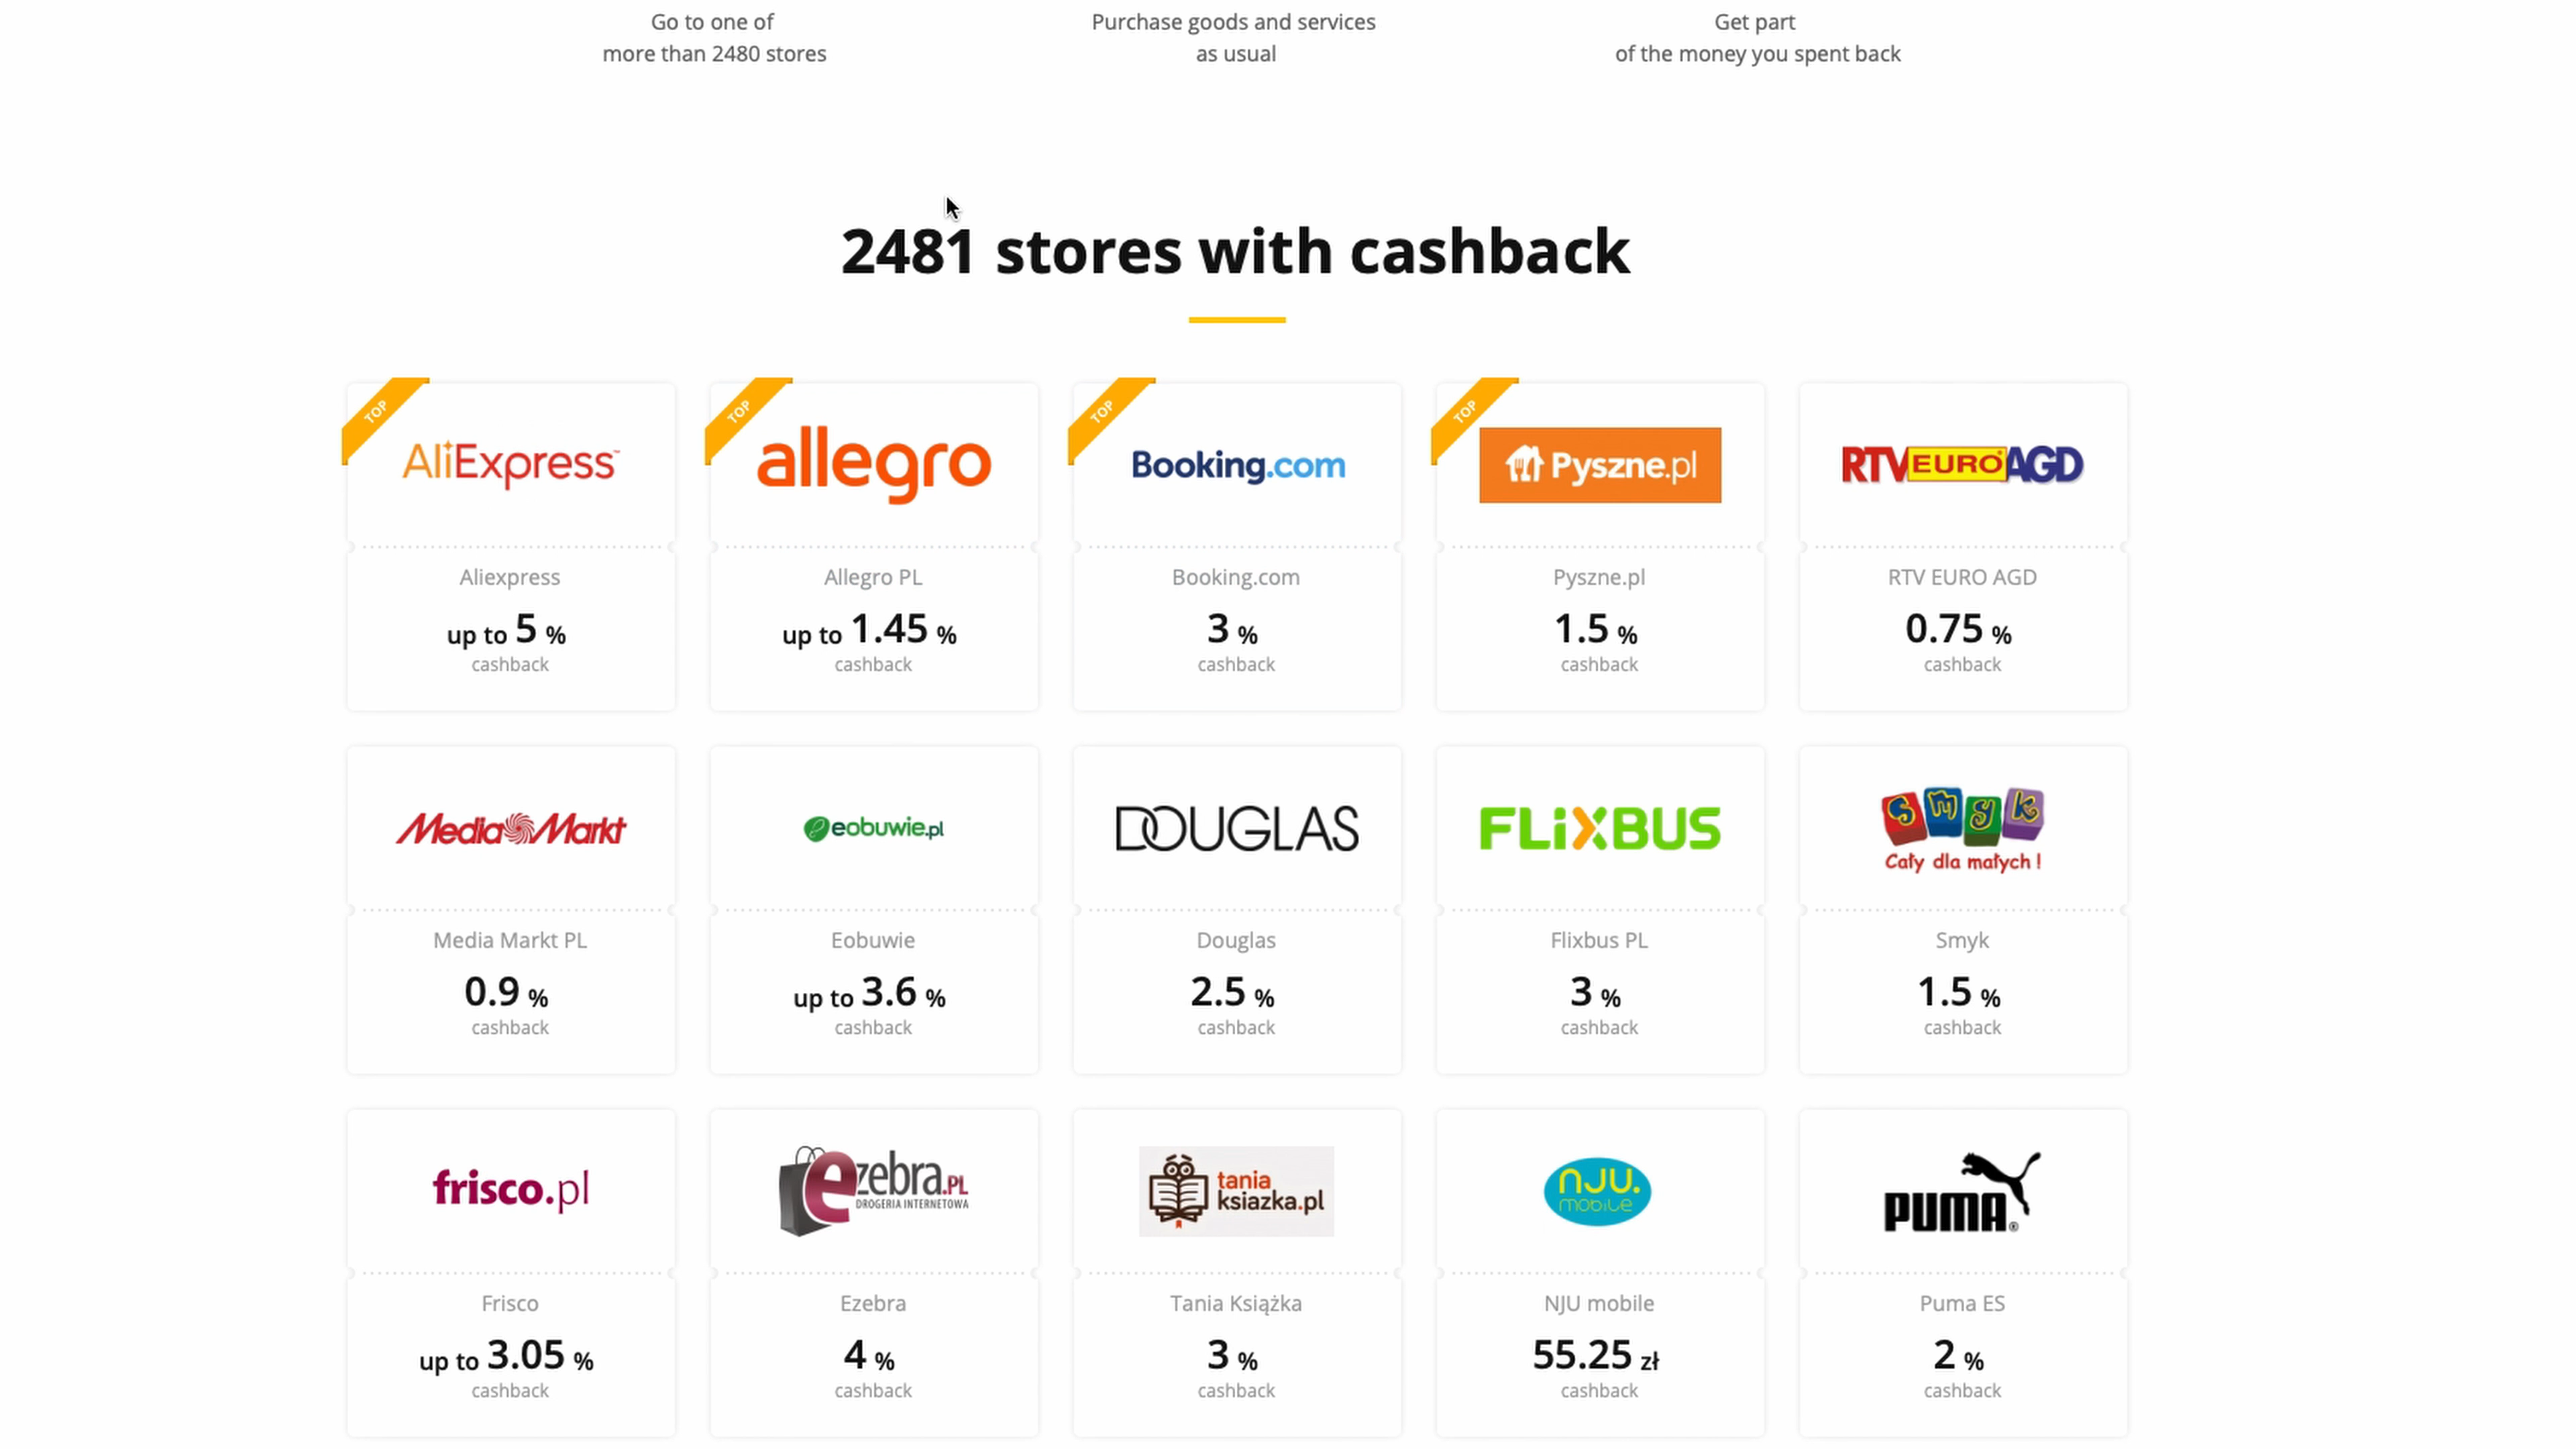 Go to one of
more than 2480 stores
Purchase goods and services
as usual
Get part
of the money you spent back
2481 stores with cashback
TOP
AliExpress
TOP
allegro
TOP
Booking.com
TOP
Pyszne.pl
RTV EURO AGD
Aliexpress
up to 5 %
cashback
Allegro PL
up to 1.45 %
cashback
Booking.com
3 %
cashback
Pyszne.pl
1.5 %
cashback
RTV EURO AGD
0.75 %
cashback
Media Markt
eobuwie.pl
DOUGLAS
FLiXBUS
smyk
Cały dla małych !
Media Markt PL
0.9 %
cashback
Eobuwie
up to 3.6 %
cashback
Douglas
2.5 %
cashback
Flixbus PL
3 %
cashback
Smyk
1.5 %
cashback
frisco.pl
ezebra.PL
DROGERIA INTERNETOWA
tania
ksiazka.pl
nju.
mobile
PUMA®
Frisco
up to 3.05 %
cashback
Ezebra
4 %
cashback
Tania Książka
3 %
cashback
NJU mobile
55.25 zł
cashback
Puma ES
2 %
cashback